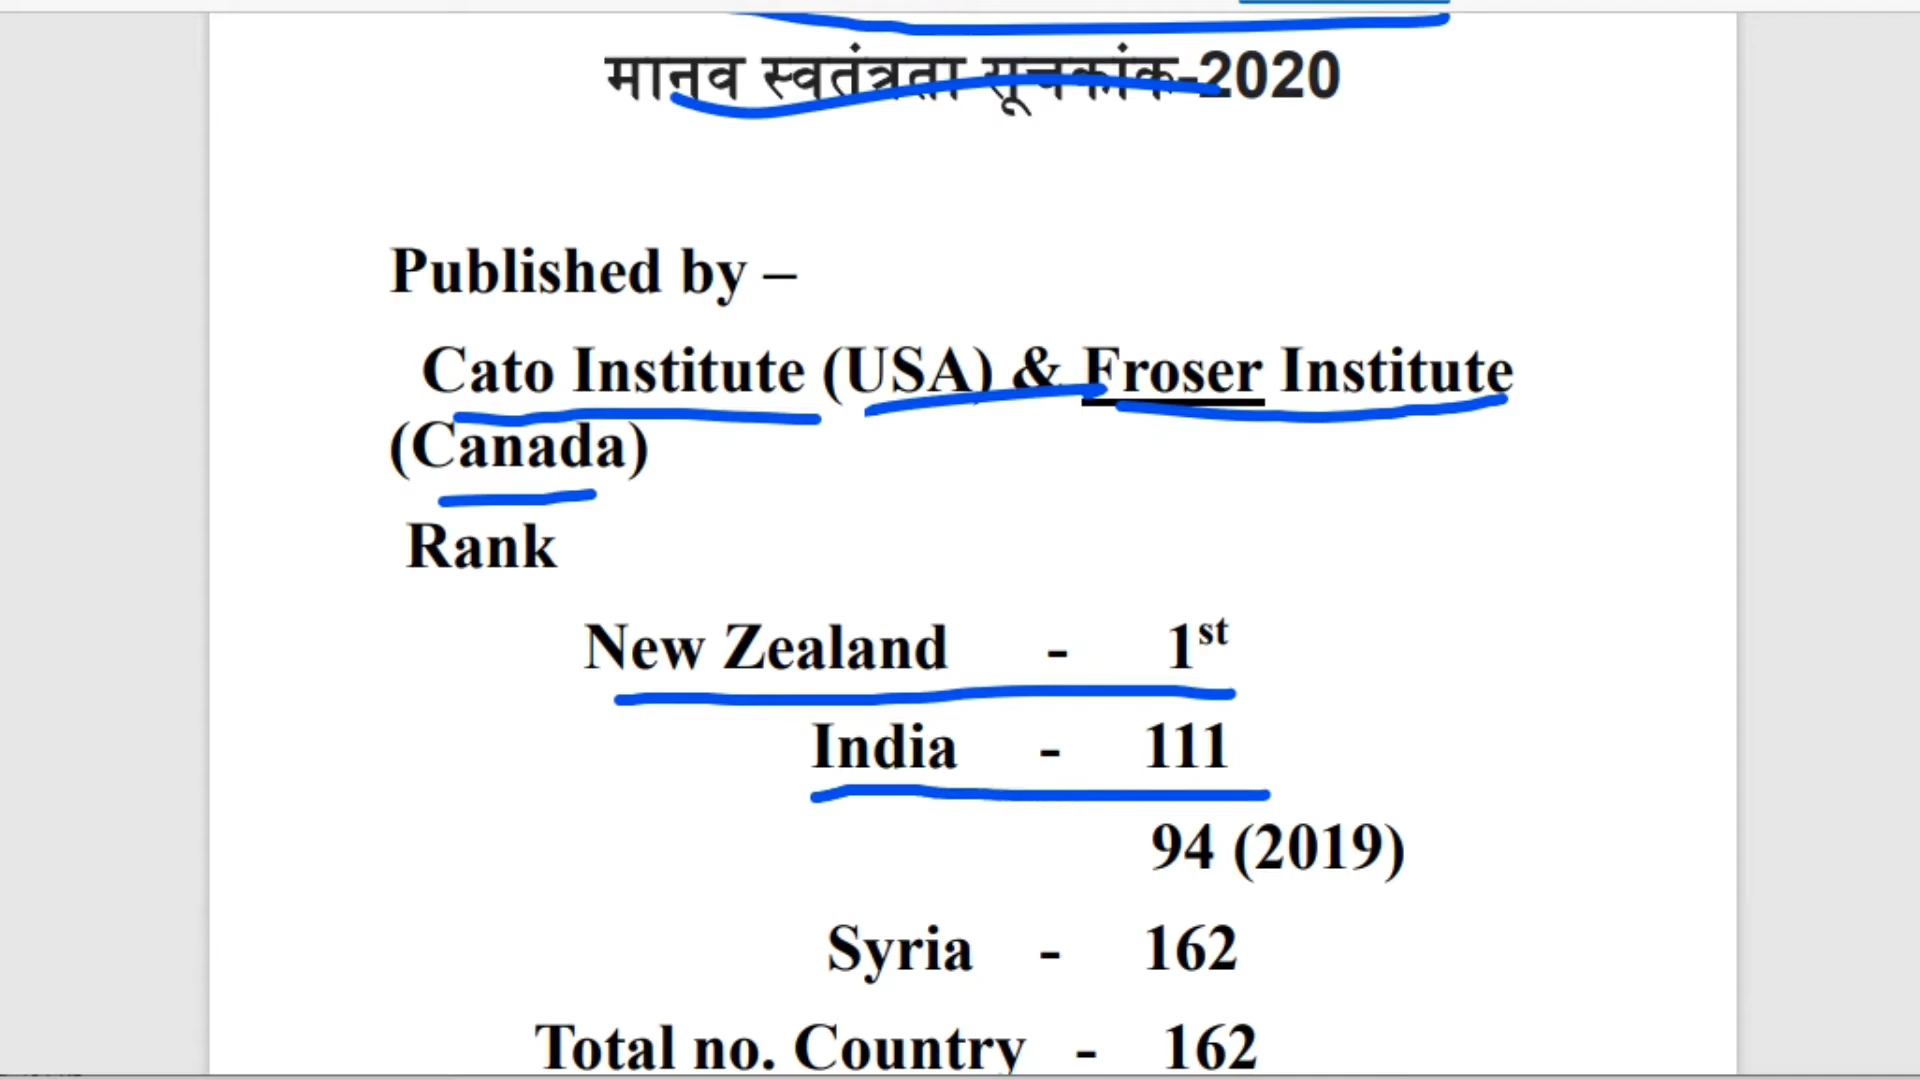 मानव स्वतंत्रता सूचकांक-2020
Published by –
Cato Institute (USA) & Froser Institute
(Canada)
Rank
New Zealand - 1st
India - 111
94 (2019)
Syria - 162
Total no. Country - 162